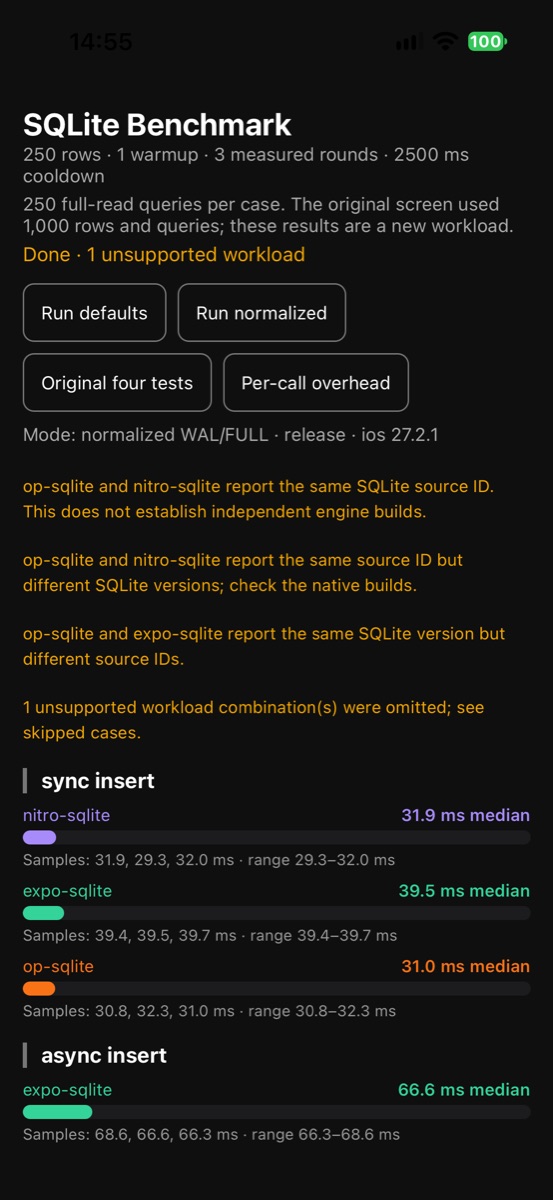 14:55
100
SQLite Benchmark
250 rows · 1 warmup · 3 measured rounds · 2500 ms
cooldown
250 full-read queries per case. The original screen used
1,000 rows and queries; these results are a new workload.
Done · 1 unsupported workload
Run defaults
Run normalized
Original four tests
Per-call overhead
Mode: normalized WAL/FULL · release · ios 27.2.1
op-sqlite and nitro-sqlite report the same SQLite source ID.
This does not establish independent engine builds.
op-sqlite and nitro-sqlite report the same source ID but
different SQLite versions; check the native builds.
op-sqlite and expo-sqlite report the same SQLite version but
different source IDs.
1 unsupported workload combination(s) were omitted; see
skipped cases.
sync insert
nitro-sqlite 31.9 ms median
Samples: 31.9, 29.3, 32.0 ms · range 29.3–32.0 ms
expo-sqlite 39.5 ms median
Samples: 39.4, 39.5, 39.7 ms · range 39.4–39.7 ms
op-sqlite 31.0 ms median
Samples: 30.8, 32.3, 31.0 ms · range 30.8–32.3 ms
async insert
expo-sqlite 66.6 ms median
Samples: 68.6, 66.6, 66.3 ms · range 66.3–68.6 ms